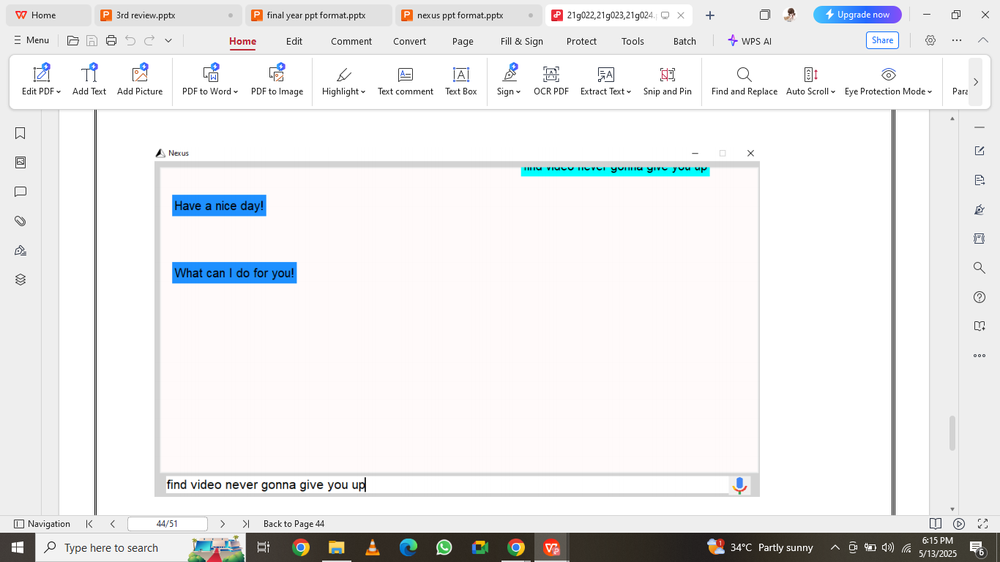 Home
3rd review.pptx
final year ppt format.pptx
nexus ppt format.pptx
21g022,21g023,21g024.
Upgrade now
Menu
Home
Edit
Comment
Convert
Page
Fill & Sign
Protect
Tools
Batch
WPS AI
Share
Edit PDF
Add Text
Add Picture
PDF to Word
PDF to Image
Highlight
Text comment
Text Box
Sign
OCR PDF
Extract Text
Snip and Pin
Find and Replace
Auto Scroll
Eye Protection Mode
Para
Nexus
find video never gonna give you up
Have a nice day!
What can I do for you!
find video never gonna give you up
Navigation
44/51
Back to Page 44
Type here to search
1
34°C Partly sunny
6:15 PM
5/13/2025
6